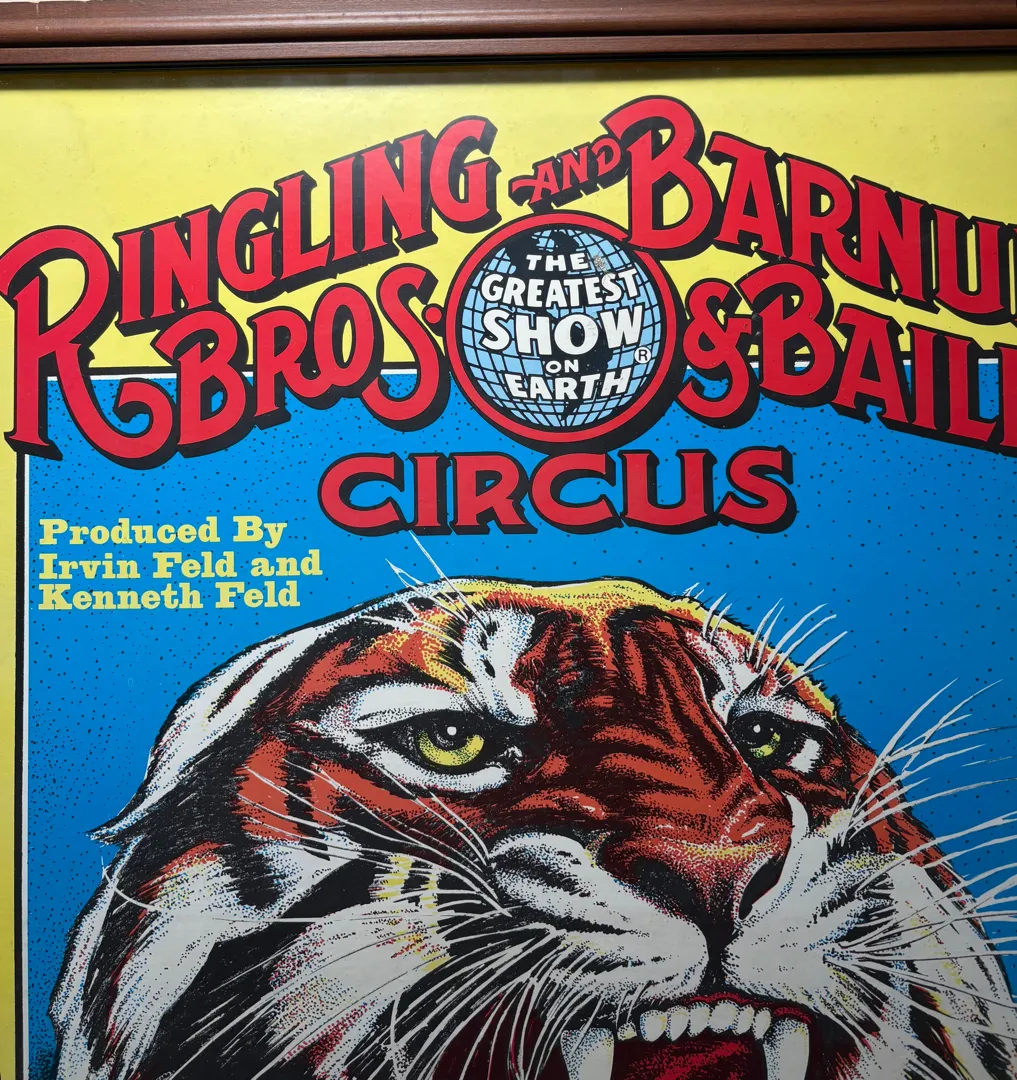 RINGLING AND BARNU
BROS. & BAIL
THE
GREATEST
SHOW
ON
EARTH
®
CIRCUS
Produced By
Irvin Feld and
Kenneth Feld